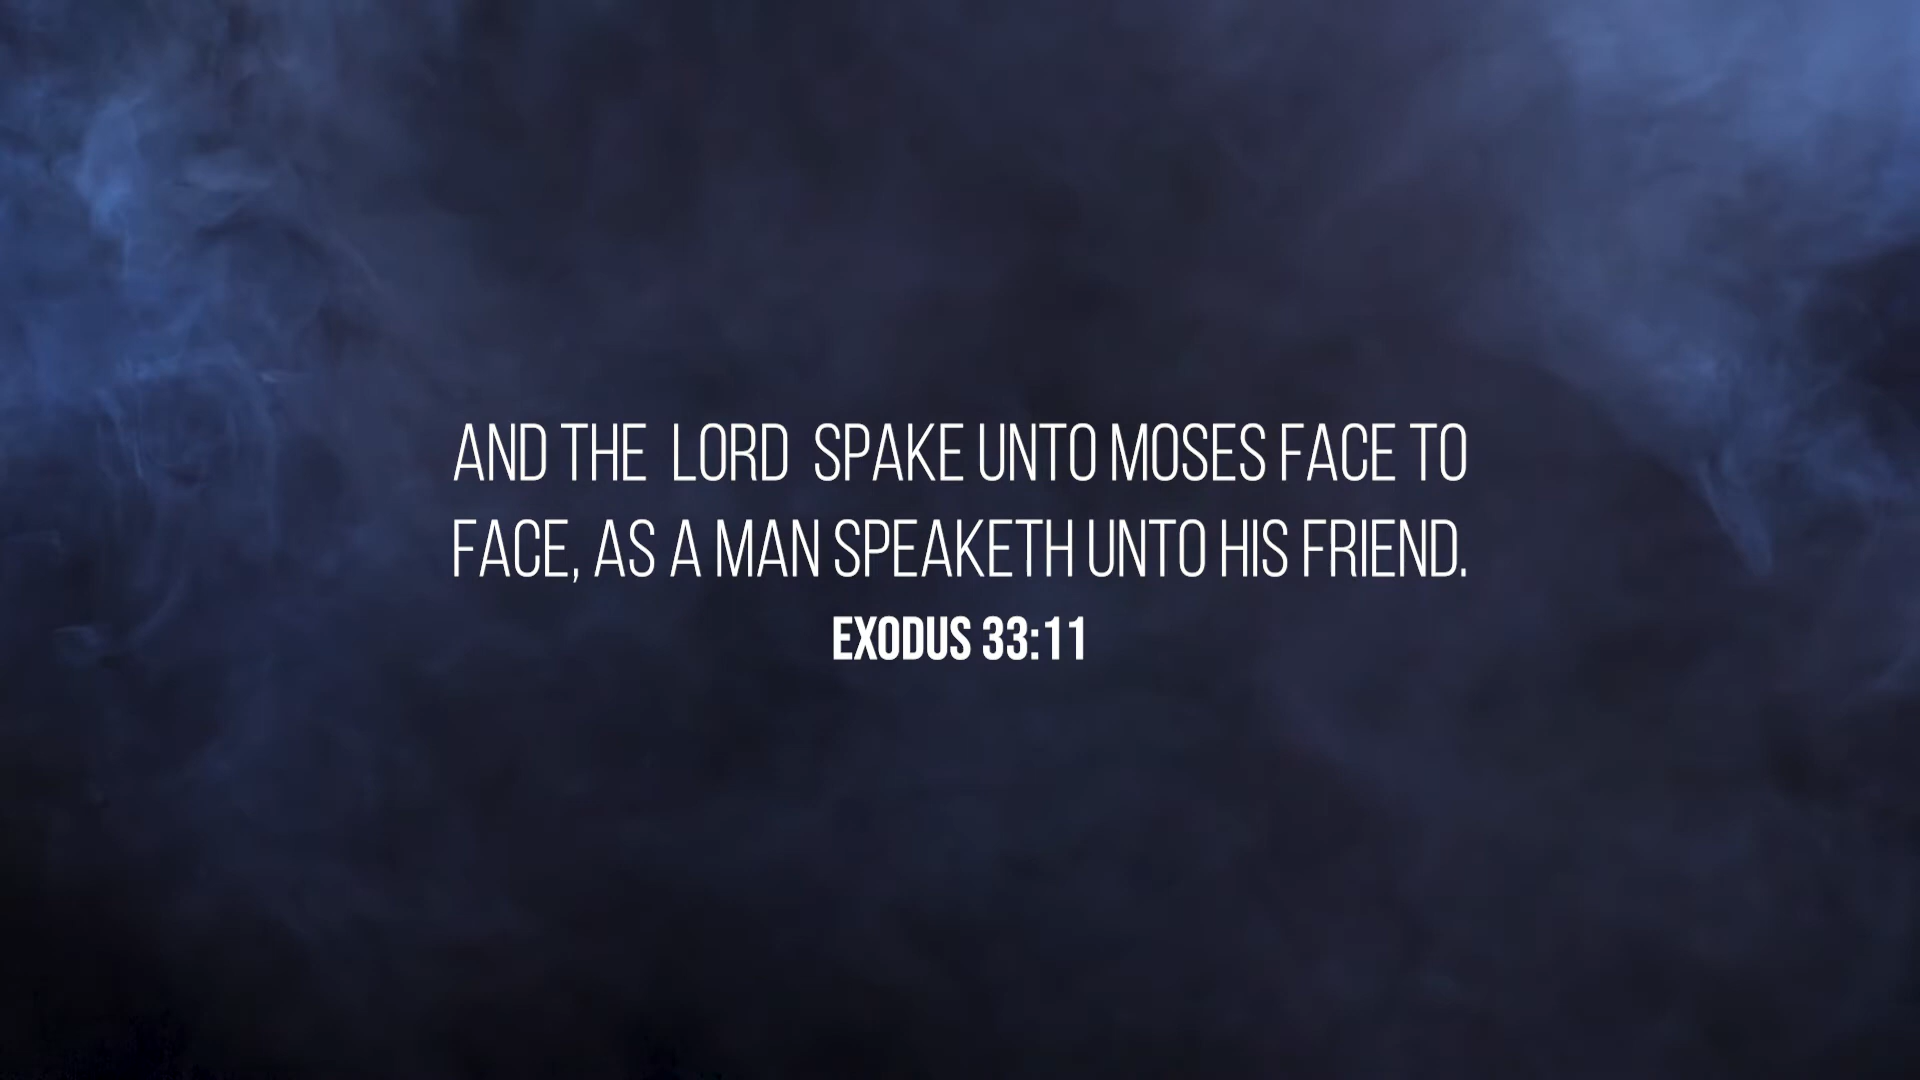 AND THE LORD SPAKE UNTO MOSES FACE TO
FACE, AS A MAN SPEAKETH UNTO HIS FRIEND.
EXODUS 33:11